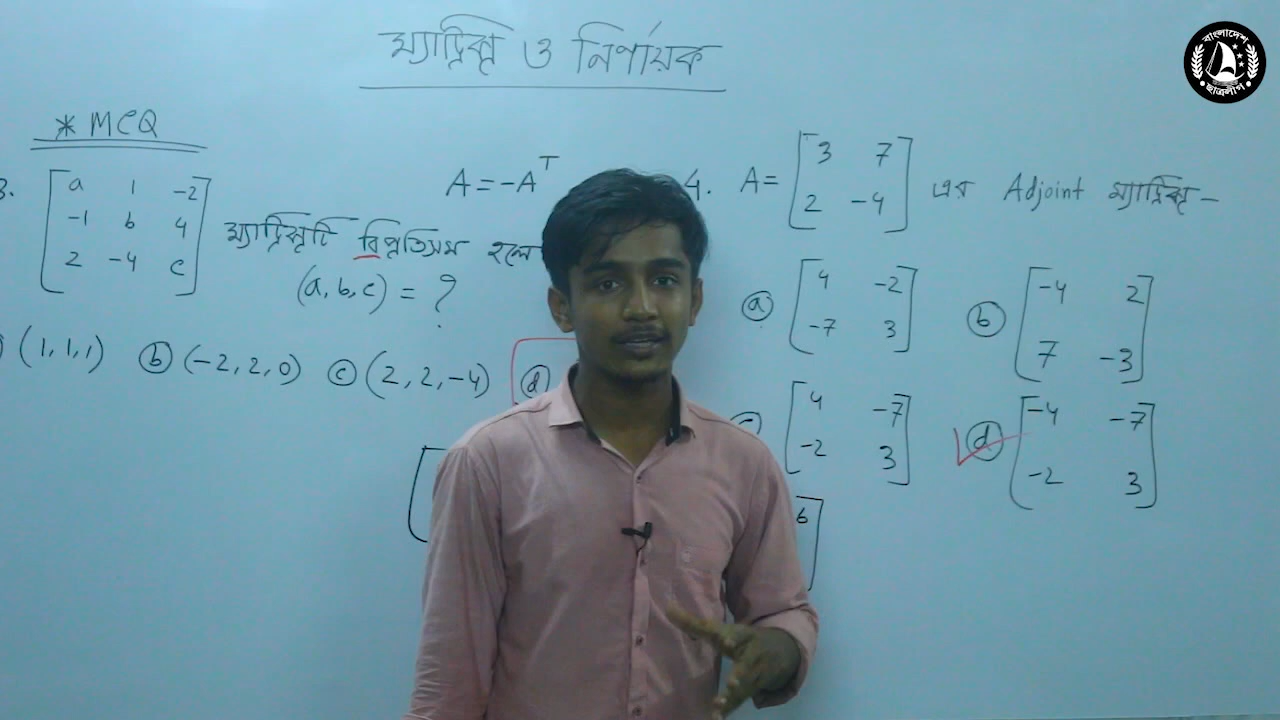 ম্যাট্রিক্স ও নির্ণায়ক
* MCQ
3. [a 1 -2
-1 b 4
2 -4 c] ম্যাট্রিক্সটি বিপ্রতিসম হলে
(a, b, c) = ?
(1, 1, 1) ⓑ (-2, 2, 0) ⓒ (2, 2, -4) ⓓ
A = -Aᵀ
4. A = [3 7
2 -4] এর Adjoint ম্যাট্রিক্স -
ⓐ [4 -2
-7 3]
ⓑ [-4 2
7 -3]
ⓒ [4 -7
-2 3]
ⓓ [-4 -7
-2 3]
b
বাংলাদেশ
ছাত্রলীগ